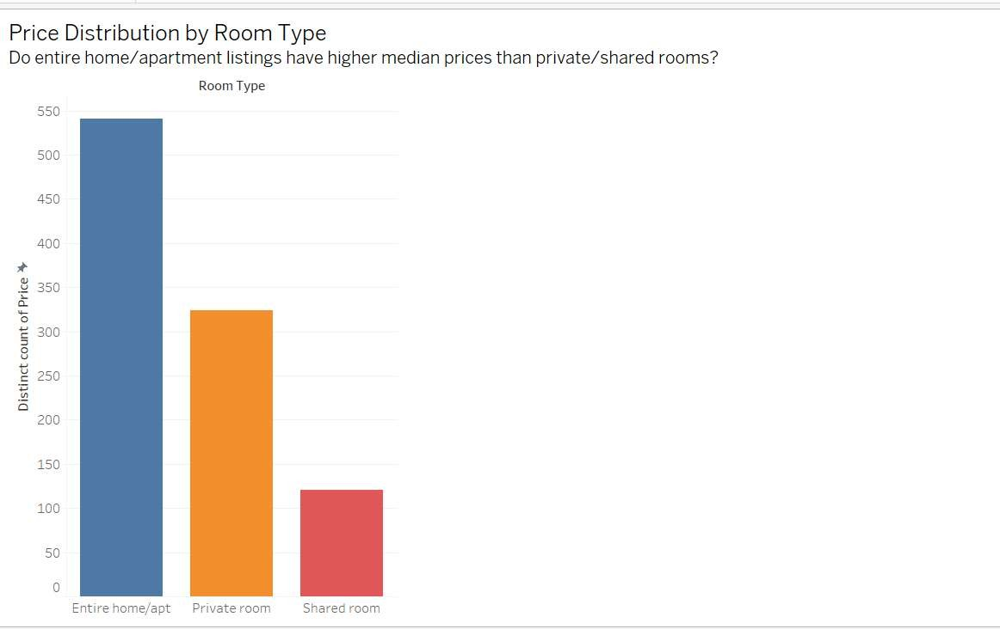 Price Distribution by Room Type
Do entire home/apartment listings have higher median prices than private/shared rooms?
Room Type
550
500
450
400
350
300
250
200
150
100
50
0
Distinct count of Price
Entire home/apt Private room Shared room